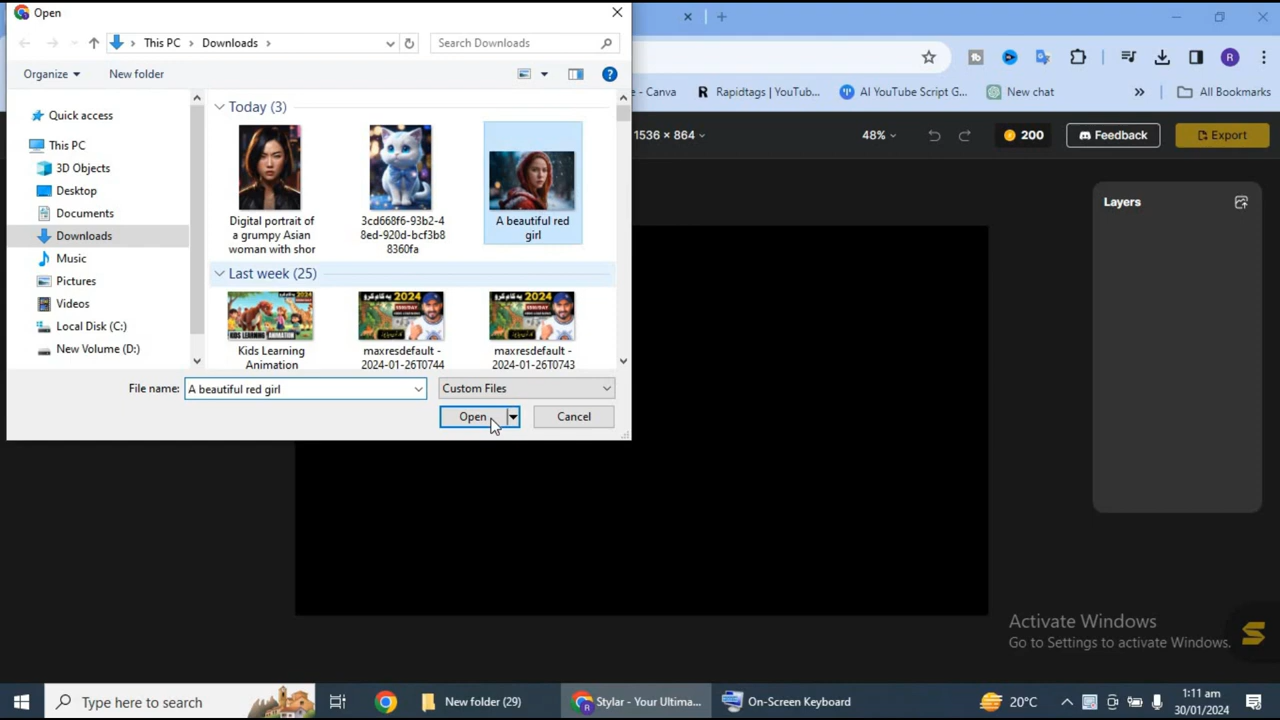 Open
This PC
Downloads
Search Downloads
Organize
New folder
Quick access
This PC
3D Objects
Desktop
Documents
Downloads
Music
Pictures
Videos
Local Disk (C:)
New Volume (D:)
Today (3)
Digital portrait of
a grumpy Asian
woman with shor
3cd668f6-93b2-4
8ed-920d-bcf3b8
8360fa
A beautiful red
girl
Last week (25)
Kids Learning
Animation
maxresdefault -
2024-01-26T0744
maxresdefault -
2024-01-26T0743
File name:
A beautiful red girl
Custom Files
Open
Cancel
R
e - Canva
Rapidtags | YouTub...
AI YouTube Script G...
New chat
All Bookmarks
1536 × 864
48%
200
Feedback
Export
Layers
Activate Windows
Go to Settings to activate Windows.
Type here to search
New folder (29)
Stylar - Your Ultima...
On-Screen Keyboard
20°C
1:11 am
30/01/2024